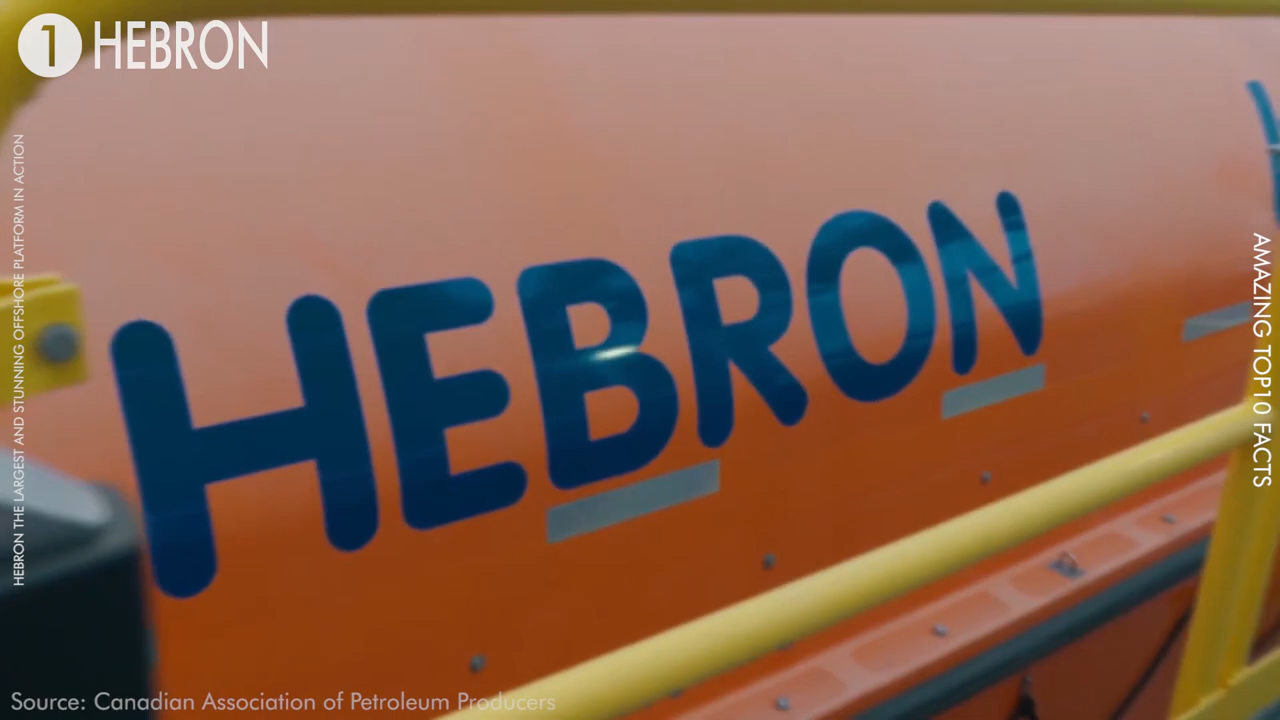 1 HEBRON
HEBRON THE LARGEST AND STUNNING OFFSHORE PLATFORM IN ACTION
HEBRON
AMAZING TOP10 FACTS
Source: Canadian Association of Petroleum Producers